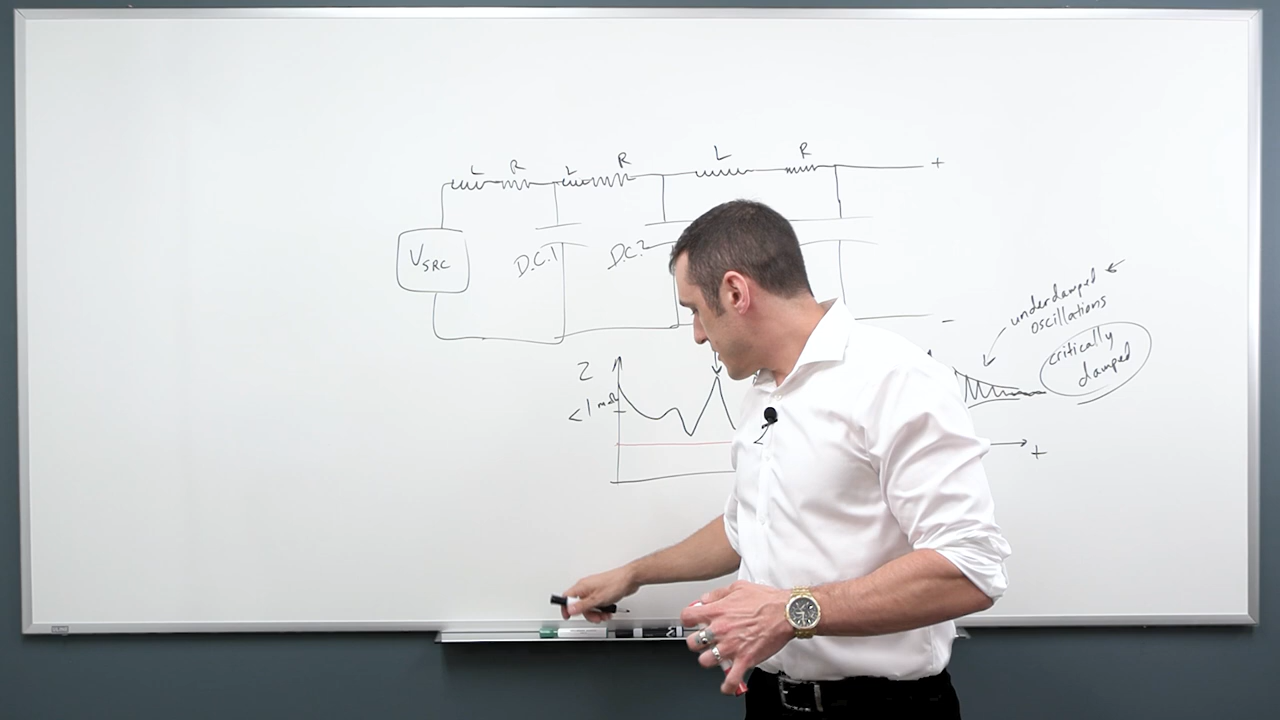 L R L R L R +
VSRC
D.C.1
D.C.2
-
underdamped
oscillations
critically
damped
Z
<1 mΩ
t